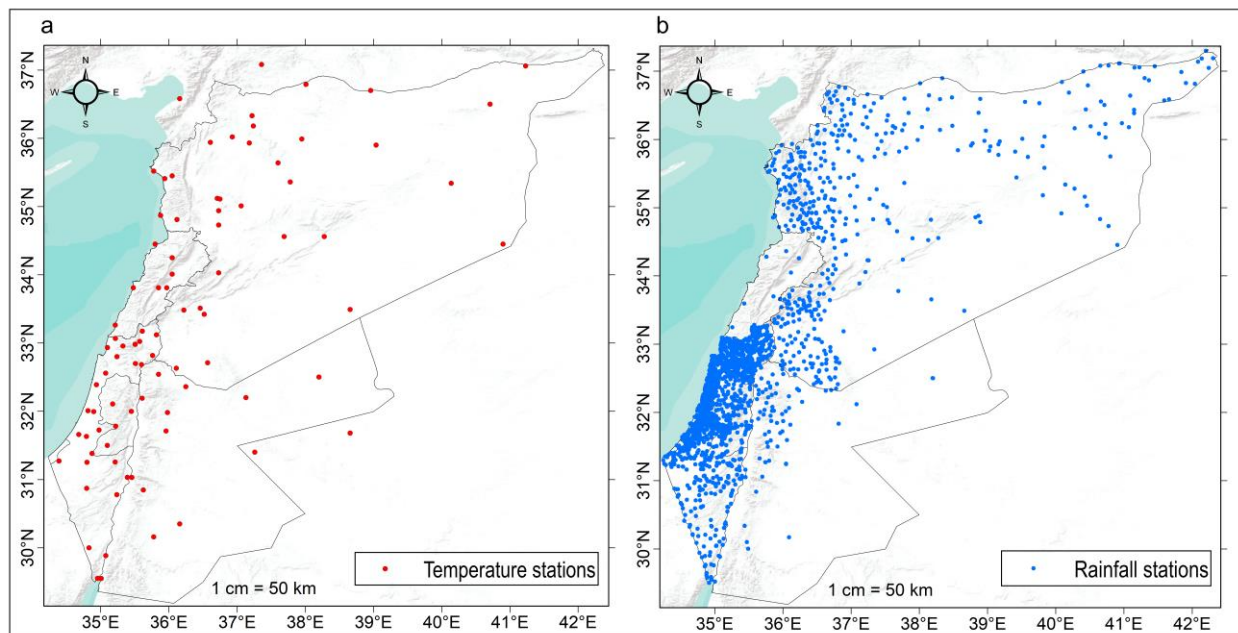 a
b
N
W E
S
N
W E
S
37°N
36°N
35°N
34°N
33°N
32°N
31°N
30°N
37°N
36°N
35°N
34°N
33°N
32°N
31°N
30°N
Temperature stations
1 cm = 50 km
Rainfall stations
1 cm = 50 km
35°E 36°E 37°E 38°E 39°E 40°E 41°E 42°E
35°E 36°E 37°E 38°E 39°E 40°E 41°E 42°E